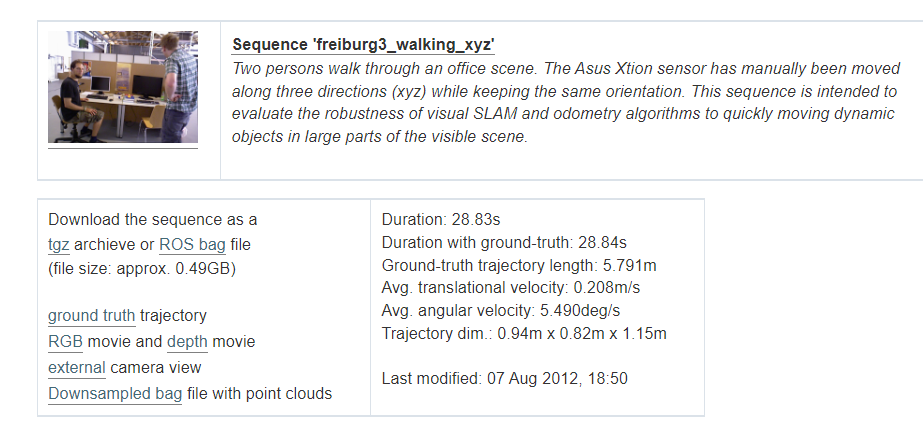 Sequence 'freiburg3_walking_xyz'
Two persons walk through an office scene. The Asus Xtion sensor has manually been moved
along three directions (xyz) while keeping the same orientation. This sequence is intended to
evaluate the robustness of visual SLAM and odometry algorithms to quickly moving dynamic
objects in large parts of the visible scene.
Download the sequence as a
tgz archieve or ROS bag file
(file size: approx. 0.49GB)
ground truth trajectory
RGB movie and depth movie
external camera view
Downsampled bag file with point clouds
Duration: 28.83s
Duration with ground-truth: 28.84s
Ground-truth trajectory length: 5.791m
Avg. translational velocity: 0.208m/s
Avg. angular velocity: 5.490deg/s
Trajectory dim.: 0.94m x 0.82m x 1.15m
Last modified: 07 Aug 2012, 18:50